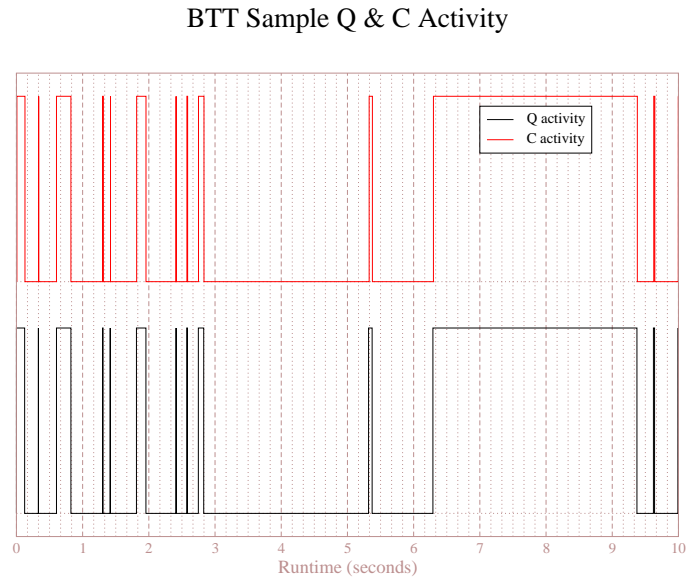 BTT Sample Q & C Activity
Q activity
C activity
0 1 2 3 4 5 6 7 8 9 10
Runtime (seconds)